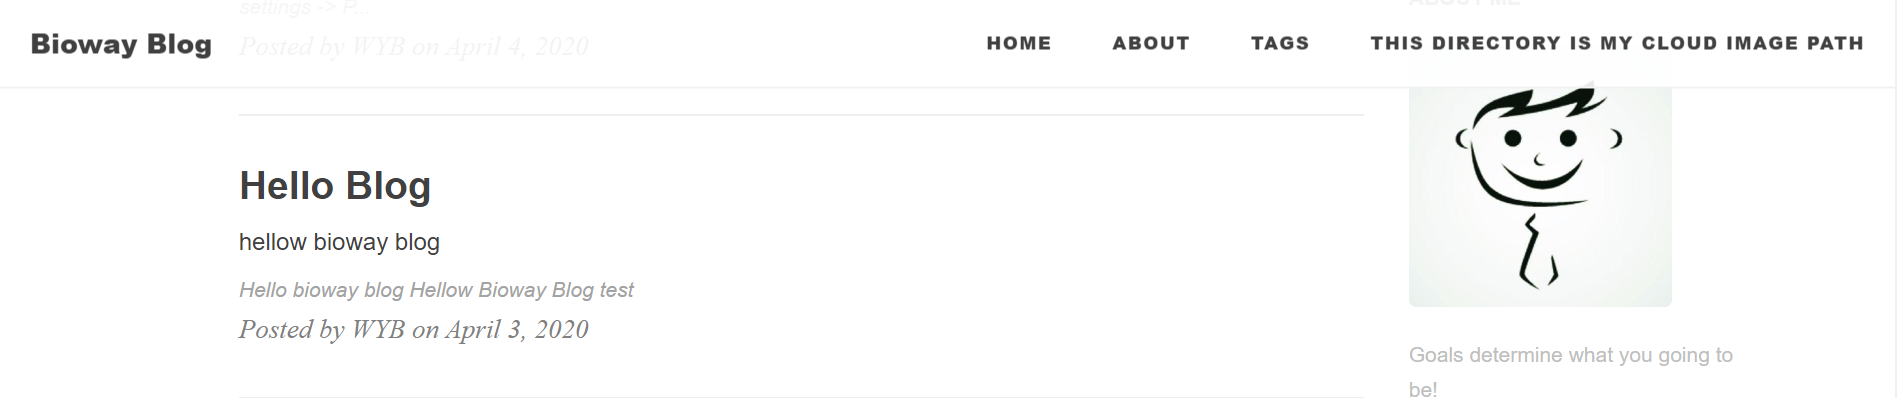 settings -> P...
ABOUT ME
Bioway Blog
Posted by WYB on April 4, 2020
HOME
ABOUT
TAGS
THIS DIRECTORY IS MY CLOUD IMAGE PATH
Hello Blog
hellow bioway blog
Hello bioway blog Hellow Bioway Blog test
Posted by WYB on April 3, 2020
Goals determine what you going to
be!